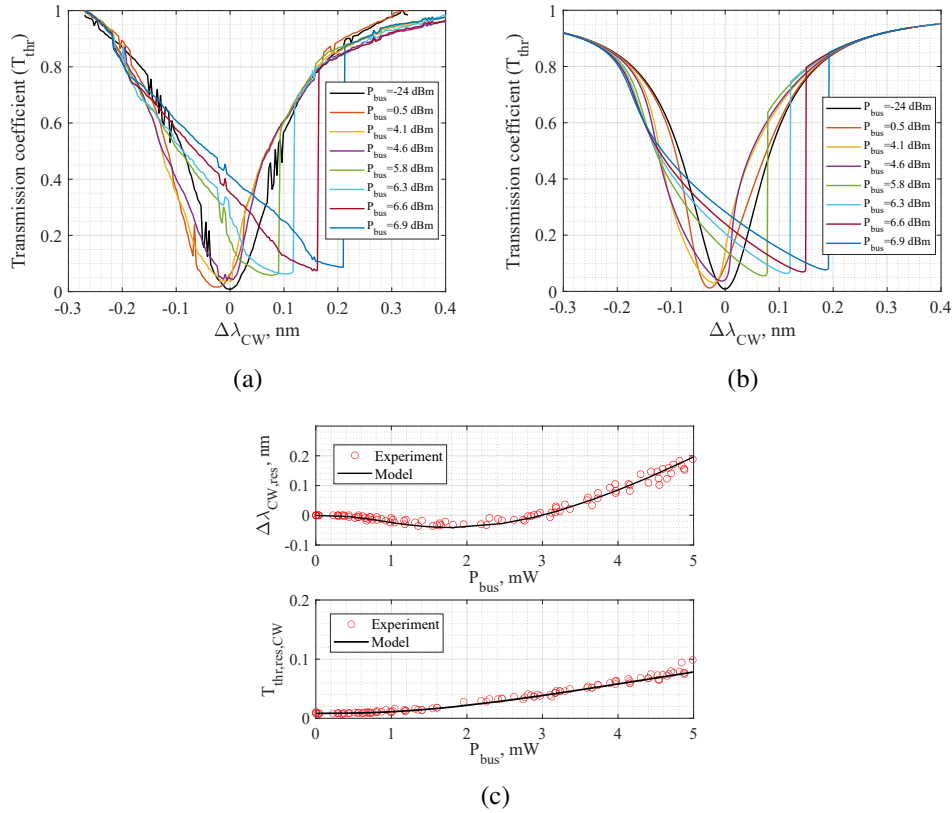 Transmission coefficient (T_thr)
1
0.8
0.6
0.4
0.2
0
-0.3 -0.2 -0.1 0 0.1 0.2 0.3 0.4
Δλ_CW, nm
P_bus=-24 dBm
P_bus=0.5 dBm
P_bus=4.1 dBm
P_bus=4.6 dBm
P_bus=5.8 dBm
P_bus=6.3 dBm
P_bus=6.6 dBm
P_bus=6.9 dBm
(a)
Transmission coefficient (T_thr)
1
0.8
0.6
0.4
0.2
0
-0.3 -0.2 -0.1 0 0.1 0.2 0.3 0.4
Δλ_CW, nm
P_bus=-24 dBm
P_bus=0.5 dBm
P_bus=4.1 dBm
P_bus=4.6 dBm
P_bus=5.8 dBm
P_bus=6.3 dBm
P_bus=6.6 dBm
P_bus=6.9 dBm
(b)
Δλ_CW,res, nm
0.2
0.1
0
-0.1
Experiment
Model
0 1 2 3 4 5
P_bus, mW
T_thr,res,CW
0.2
0.1
0
Experiment
Model
0 1 2 3 4 5
P_bus, mW
(c)